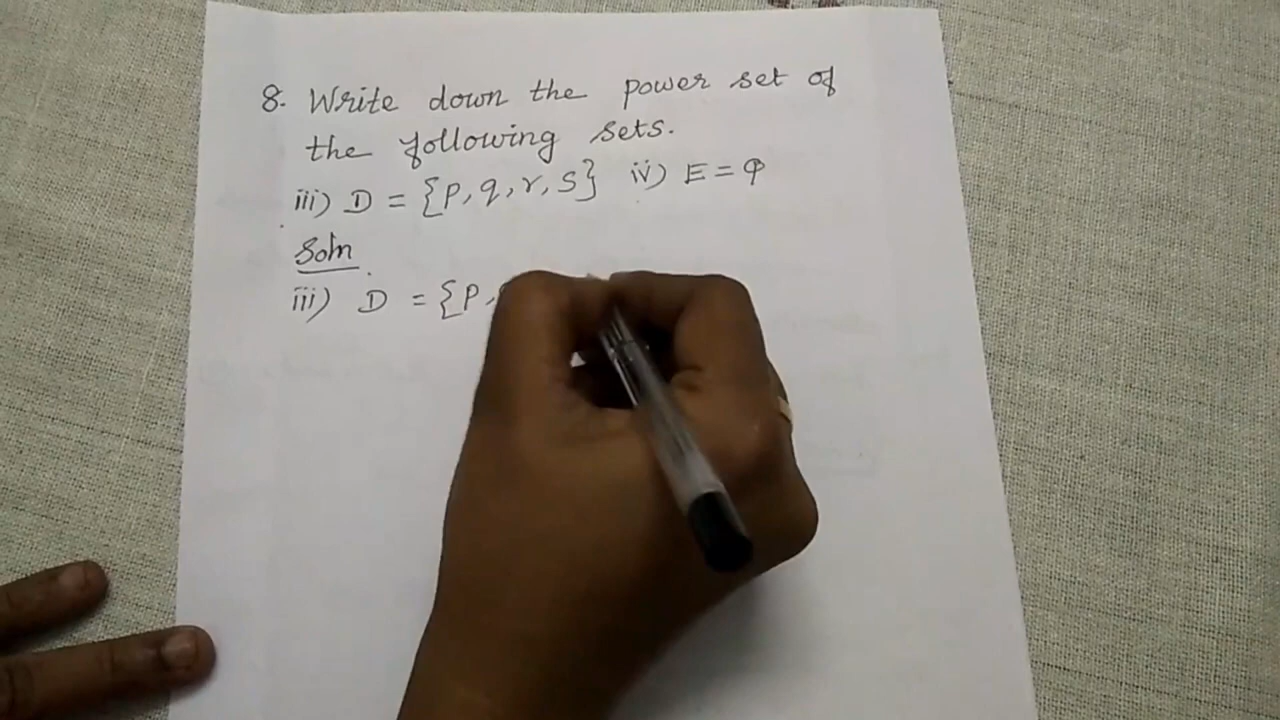 8. Write down the power set of
the following sets.
iii) D = {p, q, r, s} iv) E = φ
Soln
iii) D = {p,